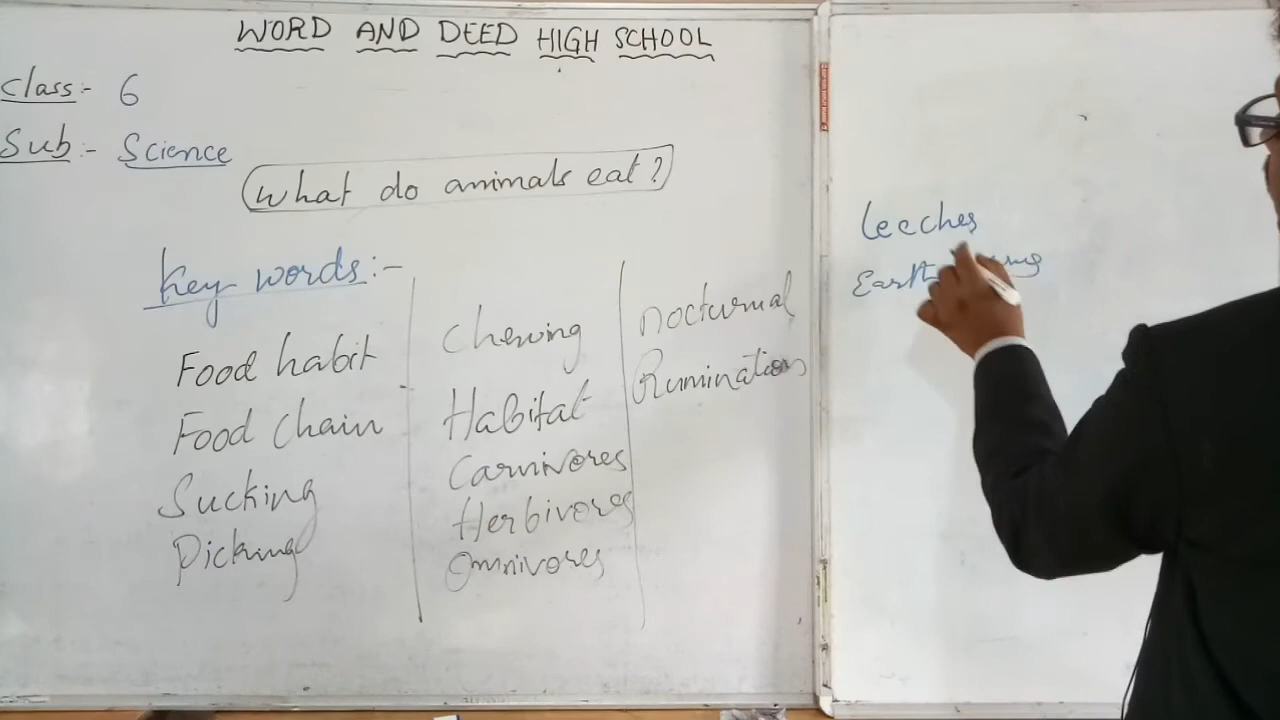 WORD AND DEED HIGH SCHOOL
Class:- 6
Sub:- Science
What do animals eat?
Key words:-
Food habit
Food chain
Sucking
Picking
Chewing
Habitat
Carnivores
Herbivores
Omnivores
nocturnal
Rumination
Leeches